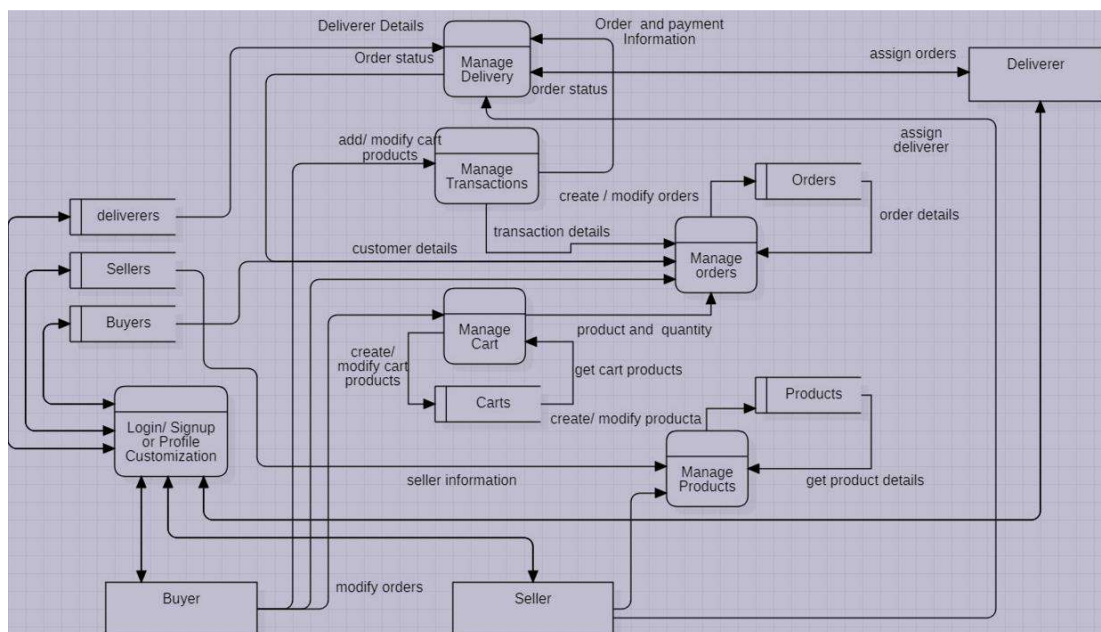 Deliverer Details
Order and payment
Information
Order status
Manage
Delivery
assign orders
Deliverer
order status
add/ modify cart
products
assign
deliverer
Manage
Transactions
Orders
create / modify orders
deliverers
order details
transaction details
customer details
Manage
orders
Sellers
Buyers
Manage
Cart
product and quantity
create/
modify cart
products
get cart products
Carts
Products
create/ modify producta
Login/ Signup
or Profile
Customization
Manage
Products
seller information
get product details
modify orders
Buyer
Seller